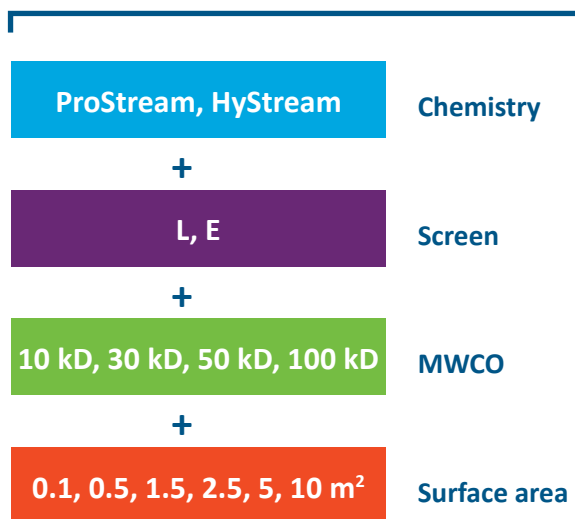 ProStream, HyStream Chemistry
+
L, E Screen
+
10 kD, 30 kD, 50 kD, 100 kD MWCO
+
0.1, 0.5, 1.5, 2.5, 5, 10 m² Surface area